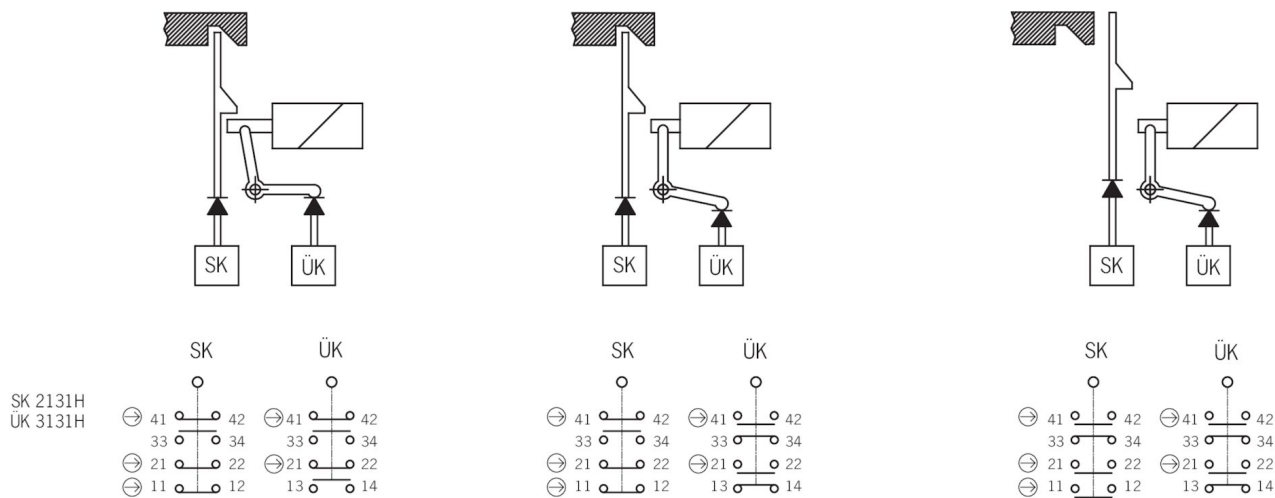 SK ÜK SK ÜK SK ÜK
SK ÜK SK ÜK SK ÜK
SK 2131H
ÜK 3131H
41 42 41 42 41 42 41 42 41 42 41 42
33 34 33 34 33 34 33 34 33 34 33 34
21 22 21 22 21 22 21 22 21 22 21 22
11 12 13 14 11 12 13 14 11 12 13 14